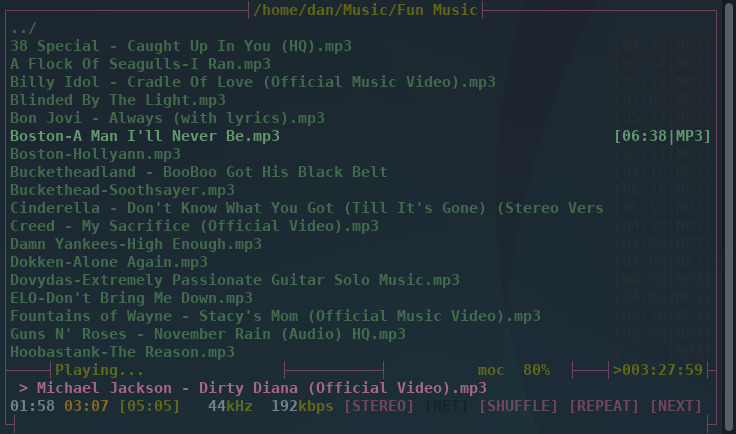 /home/dan/Music/Fun Music
../
38 Special - Caught Up In You (HQ).mp3
A Flock Of Seagulls-I Ran.mp3
Billy Idol - Cradle Of Love (Official Music Video).mp3
Blinded By The Light.mp3
Bon Jovi - Always (with lyrics).mp3
Boston-A Man I'll Never Be.mp3 [06:38|MP3]
Boston-Hollyann.mp3
Bucketheadland - BooBoo Got His Black Belt
Buckethead-Soothsayer.mp3
Cinderella - Don't Know What You Got (Till It's Gone) (Stereo Vers
Creed - My Sacrifice (Official Video).mp3
Damn Yankees-High Enough.mp3
Dokken-Alone Again.mp3
Dovydas-Extremely Passionate Guitar Solo Music.mp3
ELO-Don't Bring Me Down.mp3
Fountains of Wayne - Stacy's Mom (Official Music Video).mp3
Guns N' Roses - November Rain (Audio) HQ.mp3
Hoobastank-The Reason.mp3
Playing... moc 80% >003:27:59
> Michael Jackson - Dirty Diana (Official Video).mp3
01:58 03:07 [05:05] 44kHz 192kbps [STEREO] [NET] [SHUFFLE] [REPEAT] [NEXT]